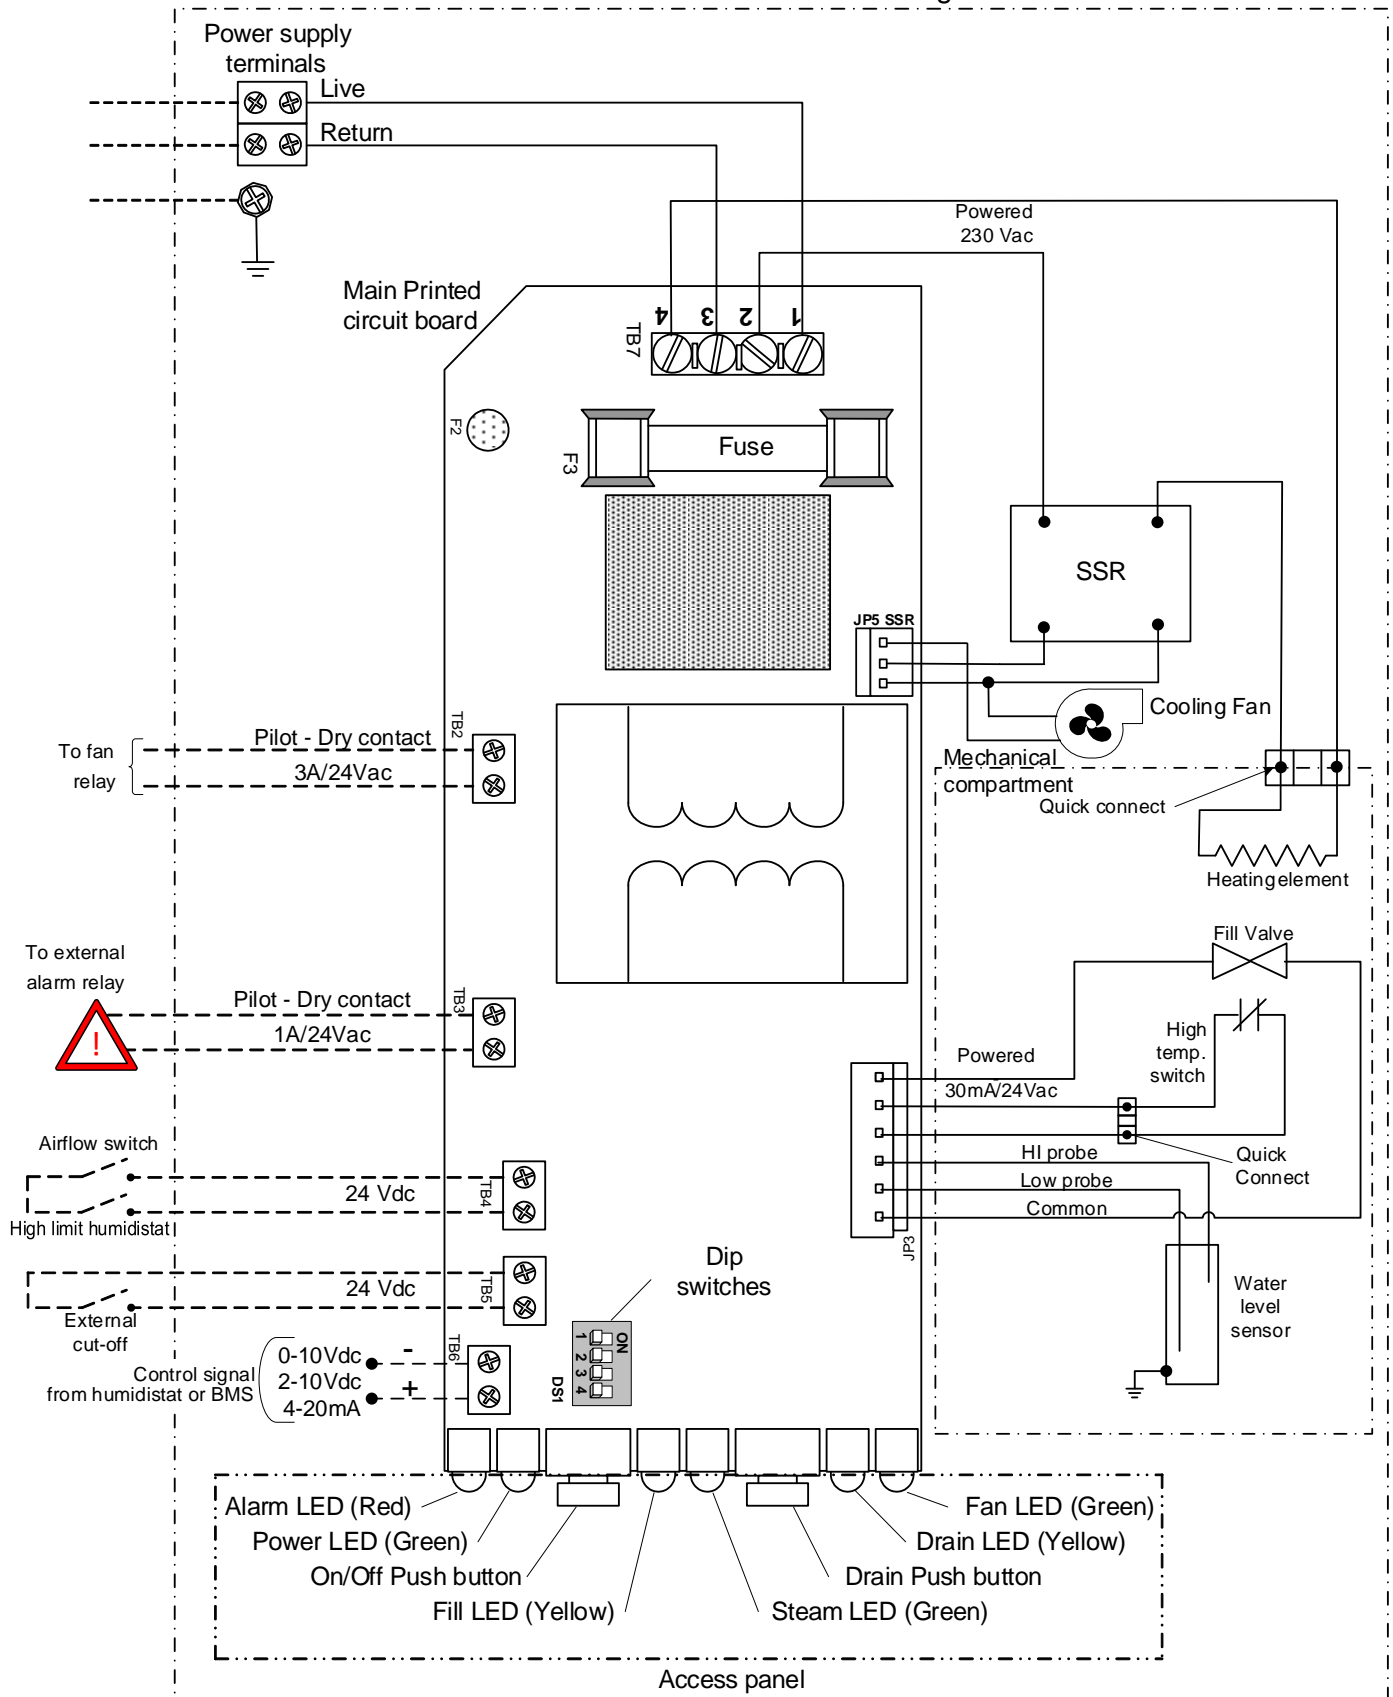 Power supply
terminals
Live
Return
Powered
230 Vac
Main Printed
circuit board
4 3 2 1
TB7
F2
F3
Fuse
SSR
JP5 SSR
Cooling Fan
TB2
Pilot - Dry contact
3A/24Vac
To fan
relay
Mechanical
compartment
Quick connect
Heatingelement
To external
alarm relay
!
Pilot - Dry contact
1A/24Vac
TB3
Fill Valve
High
temp.
switch
Powered
30mA/24Vac
Quick
Connect
HI probe
Low probe
Common
JP3
Airflow switch
24 Vdc
TB4
High limit humidistat
24 Vdc
TB5
External
cut-off
Dip
switches
Water
level
sensor
TB6
0-10Vdc
2-10Vdc
4-20mA
-
+
Control signal
from humidistat or BMS
ON
1
2
3
4
DS1
Alarm LED (Red)
Power LED (Green)
On/Off Push button
Fill LED (Yellow)
Fan LED (Green)
Drain LED (Yellow)
Drain Push button
Steam LED (Green)
Access panel